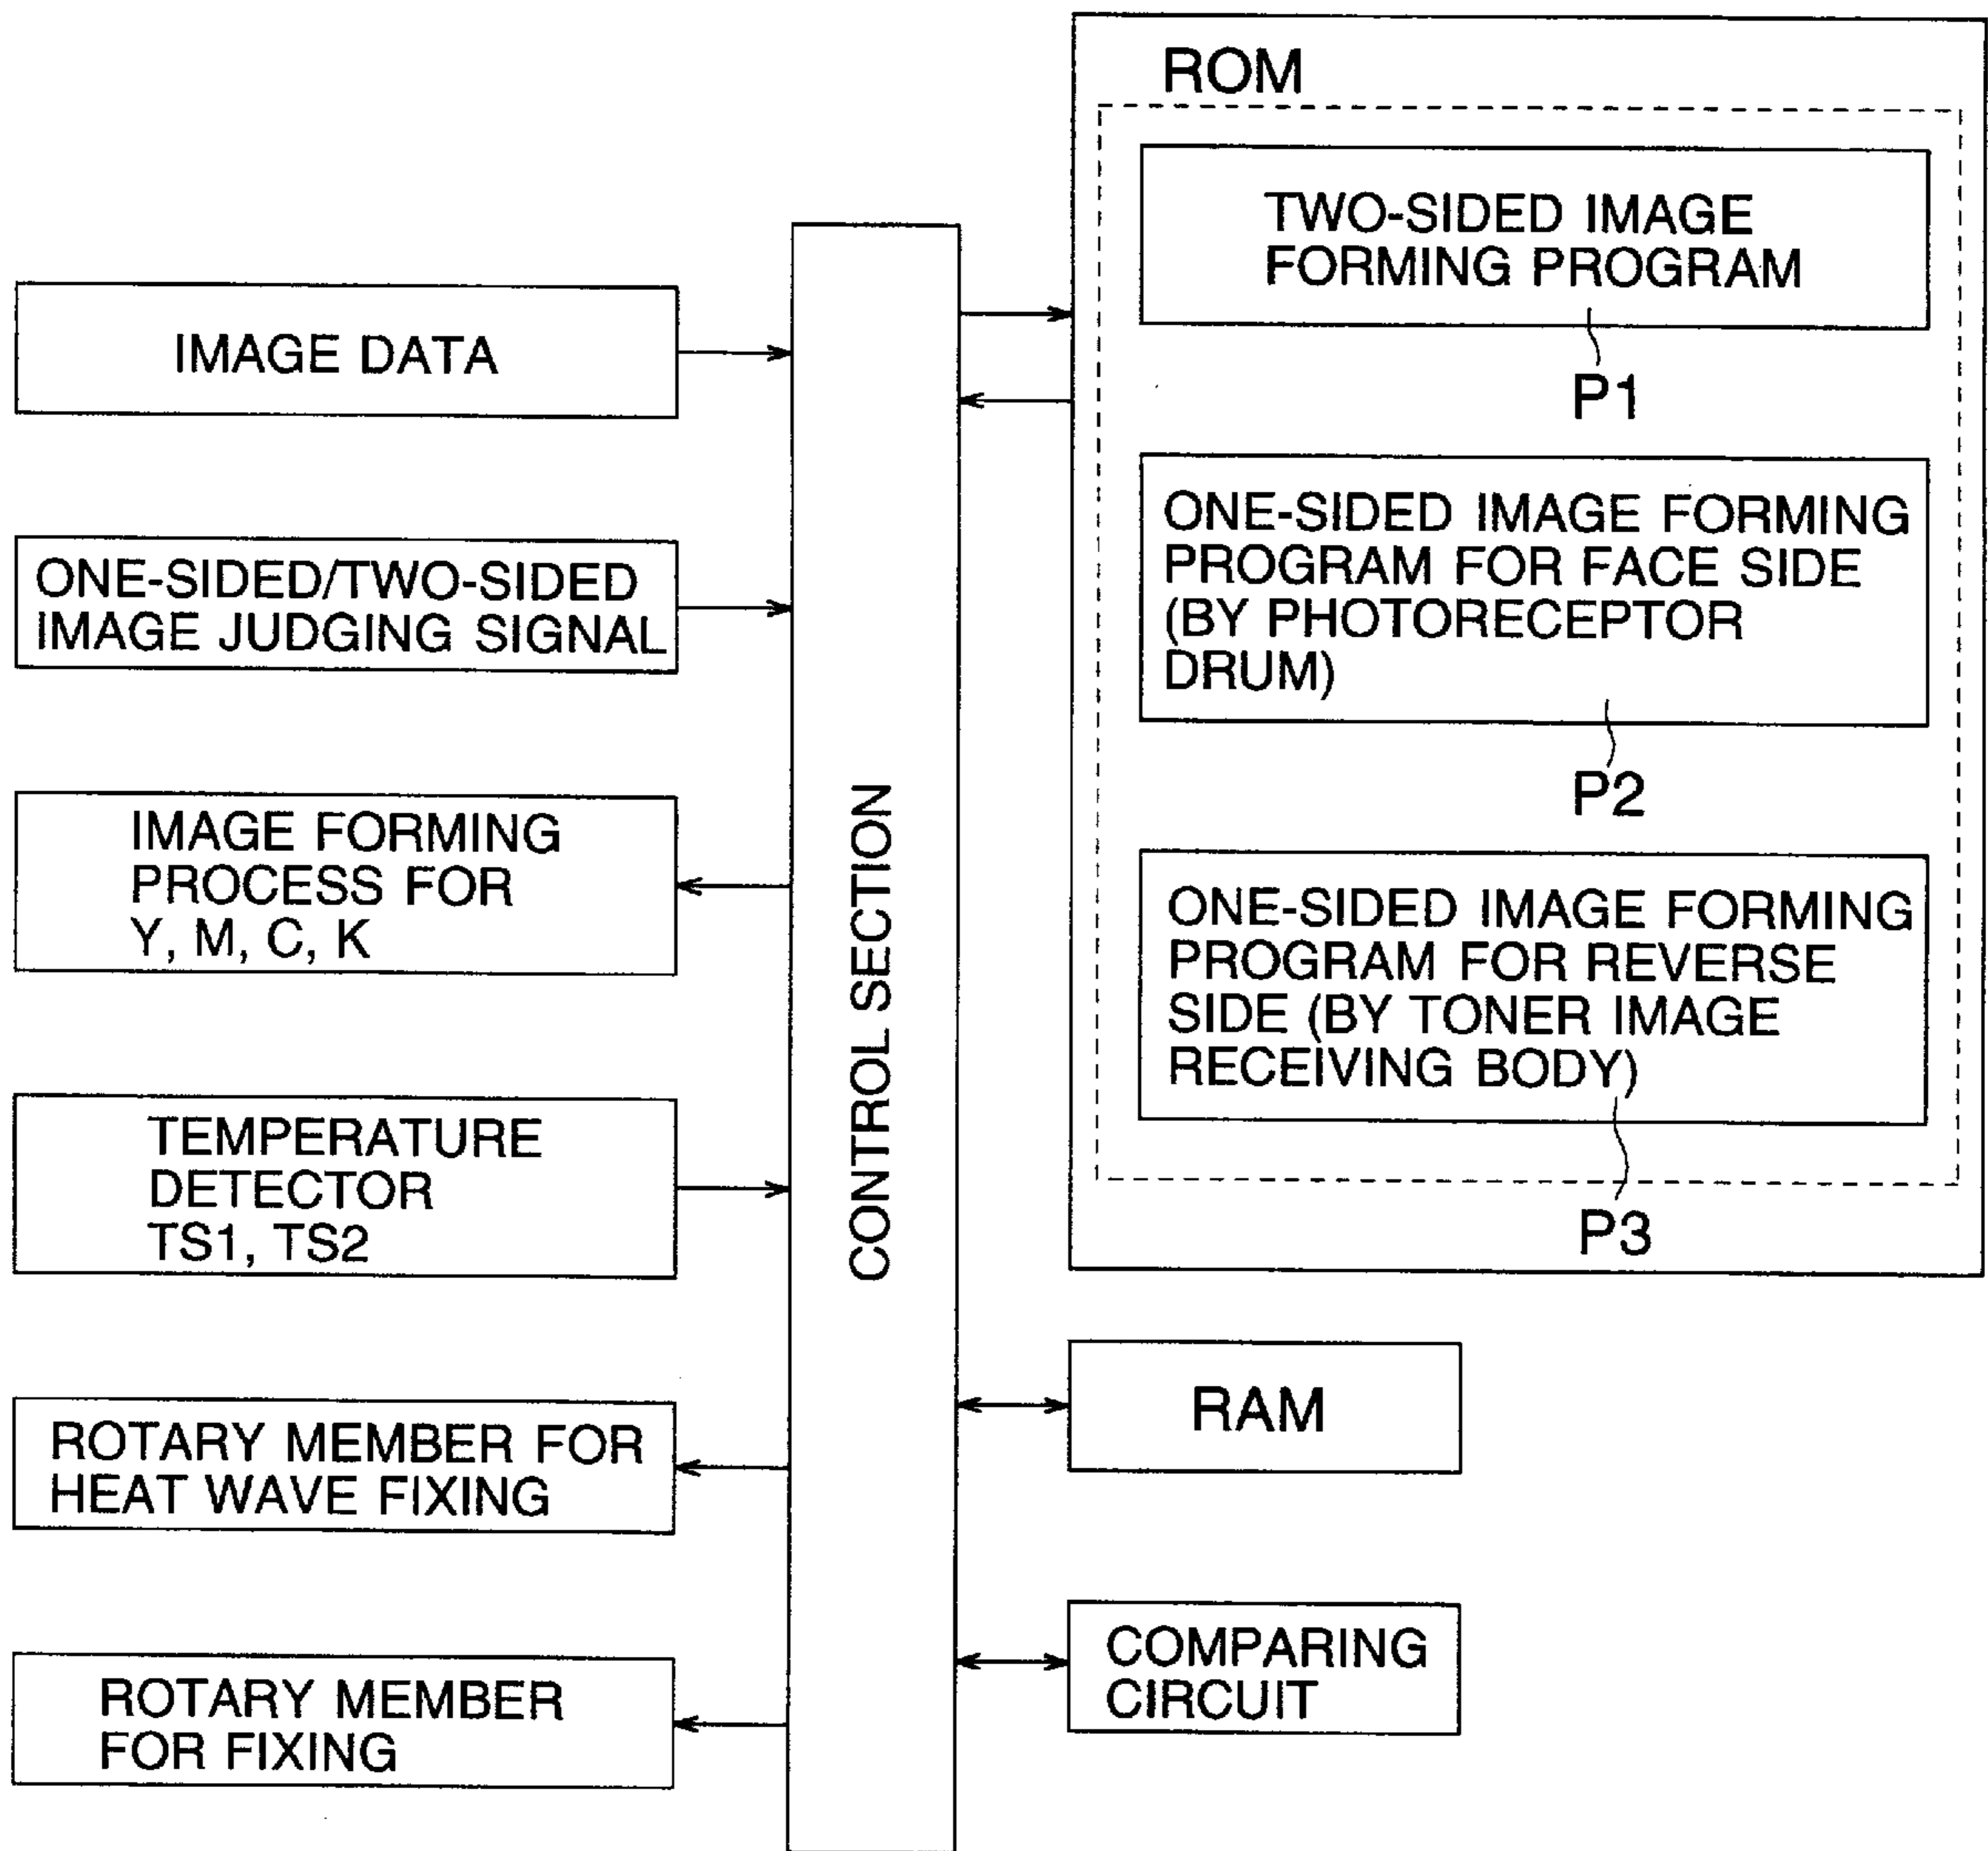 IMAGE DATA
ONE-SIDED/TWO-SIDED
IMAGE JUDGING SIGNAL
IMAGE FORMING
PROCESS FOR
Y, M, C, K
TEMPERATURE
DETECTOR
TS1, TS2
ROTARY MEMBER FOR
HEAT WAVE FIXING
ROTARY MEMBER
FOR FIXING
CONTROL SECTION
ROM
TWO-SIDED IMAGE
FORMING PROGRAM
P1
ONE-SIDED IMAGE FORMING
PROGRAM FOR FACE SIDE
(BY PHOTORECEPTOR
DRUM)
P2
ONE-SIDED IMAGE FORMING
PROGRAM FOR REVERSE
SIDE (BY TONER IMAGE
RECEIVING BODY)
P3
RAM
COMPARING
CIRCUIT